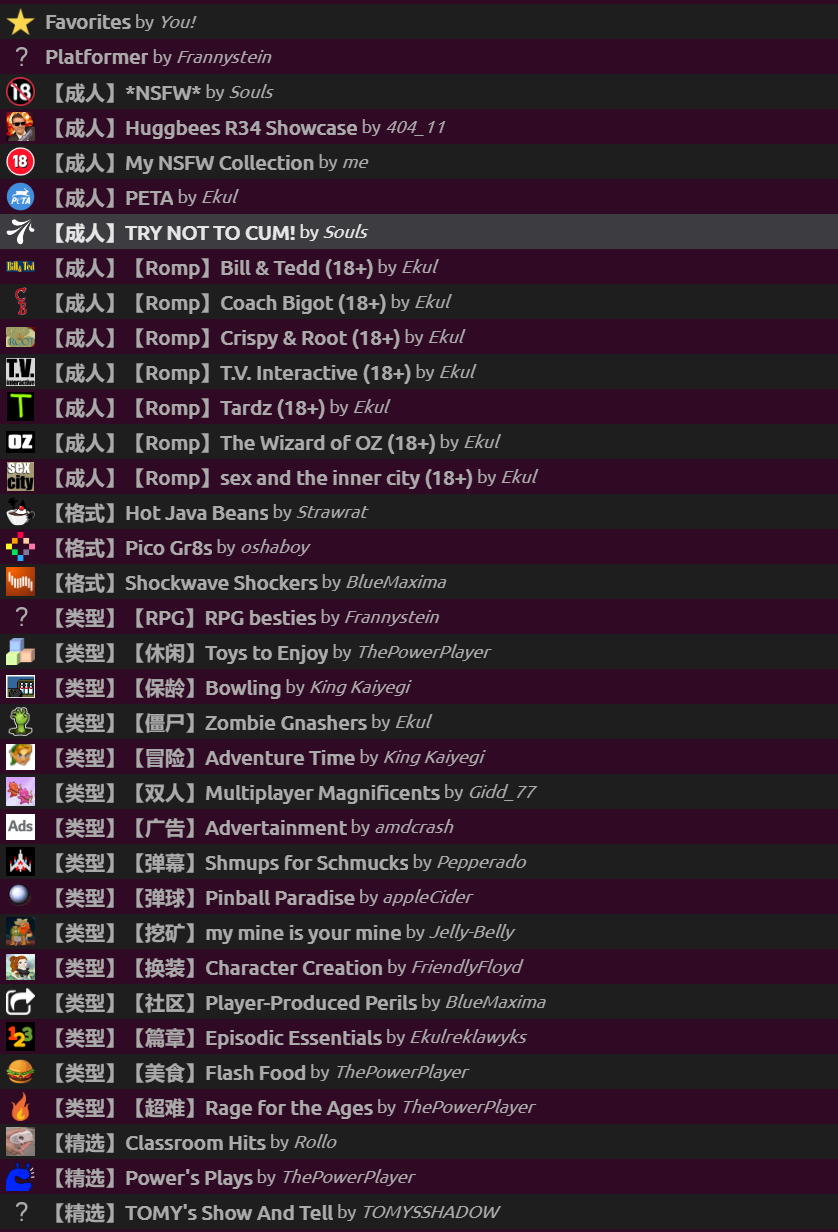 Favorites by You!
? Platformer by Frannystein
18 【成人】*NSFW* by Souls
【成人】Huggbees R34 Showcase by 404_11
18 【成人】My NSFW Collection by me
PETA 【成人】PETA by Ekul
【成人】TRY NOT TO CUM! by Souls
Bill & Ted 【成人】【Romp】Bill & Tedd (18+) by Ekul
CB 【成人】【Romp】Coach Bigot (18+) by Ekul
ROOT 【成人】【Romp】Crispy & Root (18+) by Ekul
T.V. interactive 【成人】【Romp】T.V. Interactive (18+) by Ekul
T 【成人】【Romp】Tardz (18+) by Ekul
OZ 【成人】【Romp】The Wizard of OZ (18+) by Ekul
sex city 【成人】【Romp】sex and the inner city (18+) by Ekul
【格式】Hot Java Beans by Strawrat
【格式】Pico Gr8s by oshaboy
【格式】Shockwave Shockers by BlueMaxima
? 【类型】【RPG】RPG besties by Frannystein
【类型】【休闲】Toys to Enjoy by ThePowerPlayer
【类型】【保龄】Bowling by King Kaiyegi
【类型】【僵尸】Zombie Gnashers by Ekul
【类型】【冒险】Adventure Time by King Kaiyegi
【类型】【双人】Multiplayer Magnificents by Gidd_77
Ads 【类型】【广告】Advertainment by amdcrash
【类型】【弹幕】Shmups for Schmucks by Pepperado
【类型】【弹球】Pinball Paradise by appleCider
【类型】【挖矿】my mine is your mine by Jelly-Belly
【类型】【换装】Character Creation by FriendlyFloyd
【类型】【社区】Player-Produced Perils by BlueMaxima
123 【类型】【篇章】Episodic Essentials by Ekulreklawyks
【类型】【美食】Flash Food by ThePowerPlayer
【类型】【超难】Rage for the Ages by ThePowerPlayer
【精选】Classroom Hits by Rollo
【精选】Power's Plays by ThePowerPlayer
? 【精选】TOMY's Show And Tell by TOMYSSHADOW